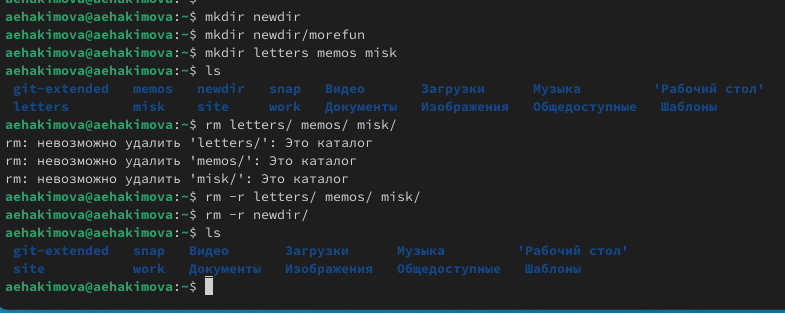 aehakimova@aehakimova:~$ mkdir newdir
aehakimova@aehakimova:~$ mkdir newdir/morefun
aehakimova@aehakimova:~$ mkdir letters memos misk
aehakimova@aehakimova:~$ ls
git-extended memos newdir snap Видео Загрузки Музыка 'Рабочий стол'
letters misk site work Документы Изображения Общедоступные Шаблоны
aehakimova@aehakimova:~$ rm letters/ memos/ misk/
rm: невозможно удалить 'letters/': Это каталог
rm: невозможно удалить 'memos/': Это каталог
rm: невозможно удалить 'misk/': Это каталог
aehakimova@aehakimova:~$ rm -r letters/ memos/ misk/
aehakimova@aehakimova:~$ rm -r newdir/
aehakimova@aehakimova:~$ ls
git-extended snap Видео Загрузки Музыка 'Рабочий стол'
site work Документы Изображения Общедоступные Шаблоны
aehakimova@aehakimova:~$